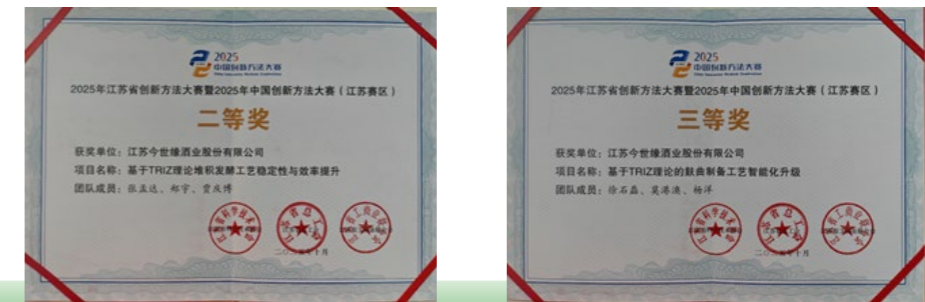 2025
中国创新方法大赛
2025年江苏省创新方法大赛暨2025年中国创新方法大赛（江苏赛区）
二等奖
获奖单位：江苏今世缘酒业股份有限公司
项目名称：基于TRIZ理论堆积发酵工艺稳定性与效率提升
团队成员：张孟达、郑宇、贾庆博
2025
中国创新方法大赛
2025年江苏省创新方法大赛暨2025年中国创新方法大赛（江苏赛区）
三等奖
获奖单位：江苏今世缘酒业股份有限公司
项目名称：基于TRIZ理论的麸曲制备工艺智能化升级
团队成员：徐石磊、莫港澳、杨洋